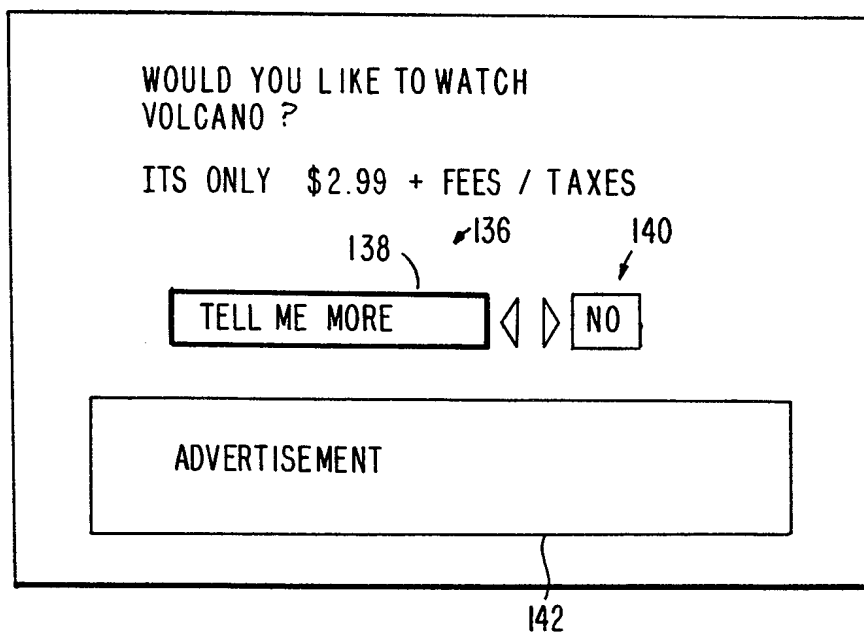 WOULD YOU LIKE TO WATCH
VOLCANO ?
ITS ONLY $2.99 + FEES / TAXES
138 136 140
TELL ME MORE NO
ADVERTISEMENT
142